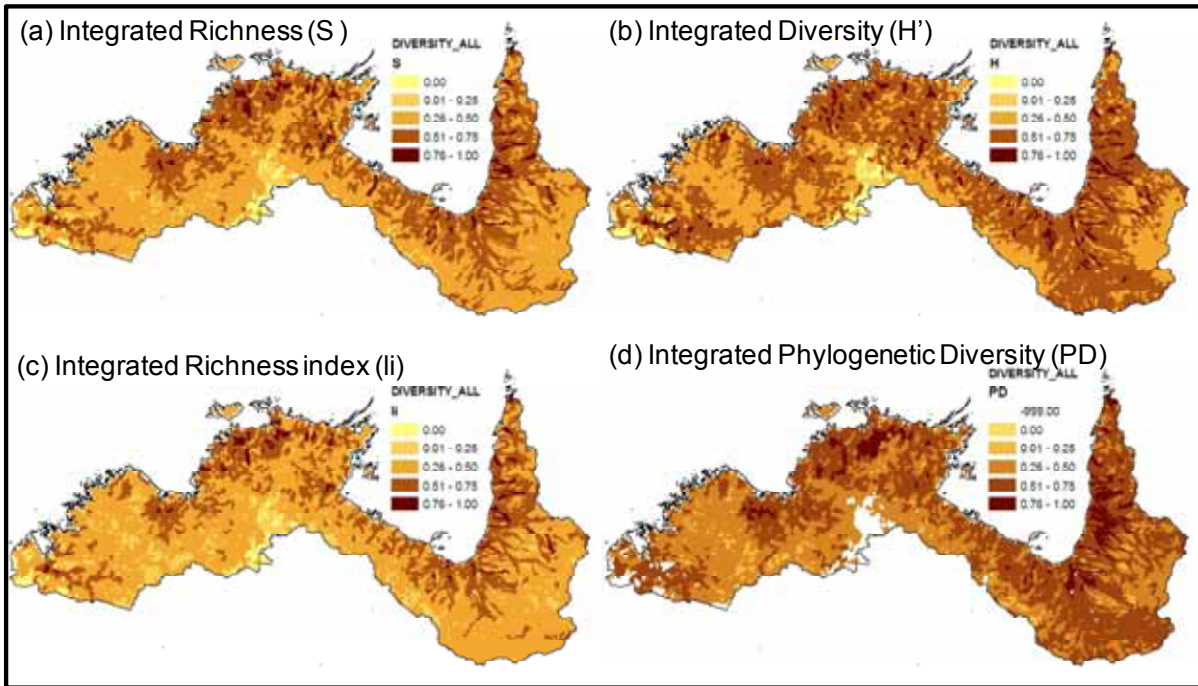 (a) Integrated Richness (S )
DIVERSITY_ALL
S
0.00
0.01 - 0.25
0.26 - 0.50
0.51 - 0.75
0.76 - 1.00
(b) Integrated Diversity (H’)
DIVERSITY_ALL
H
0.00
0.01 - 0.25
0.26 - 0.50
0.51 - 0.75
0.76 - 1.00
(c) Integrated Richness index (Ii)
DIVERSITY_ALL
Ii
0.00
0.01 - 0.25
0.26 - 0.50
0.51 - 0.75
0.76 - 1.00
(d) Integrated Phylogenetic Diversity (PD)
DIVERSITY_ALL
PD
-999.00
0.00
0.01 - 0.25
0.26 - 0.50
0.51 - 0.75
0.76 - 1.00